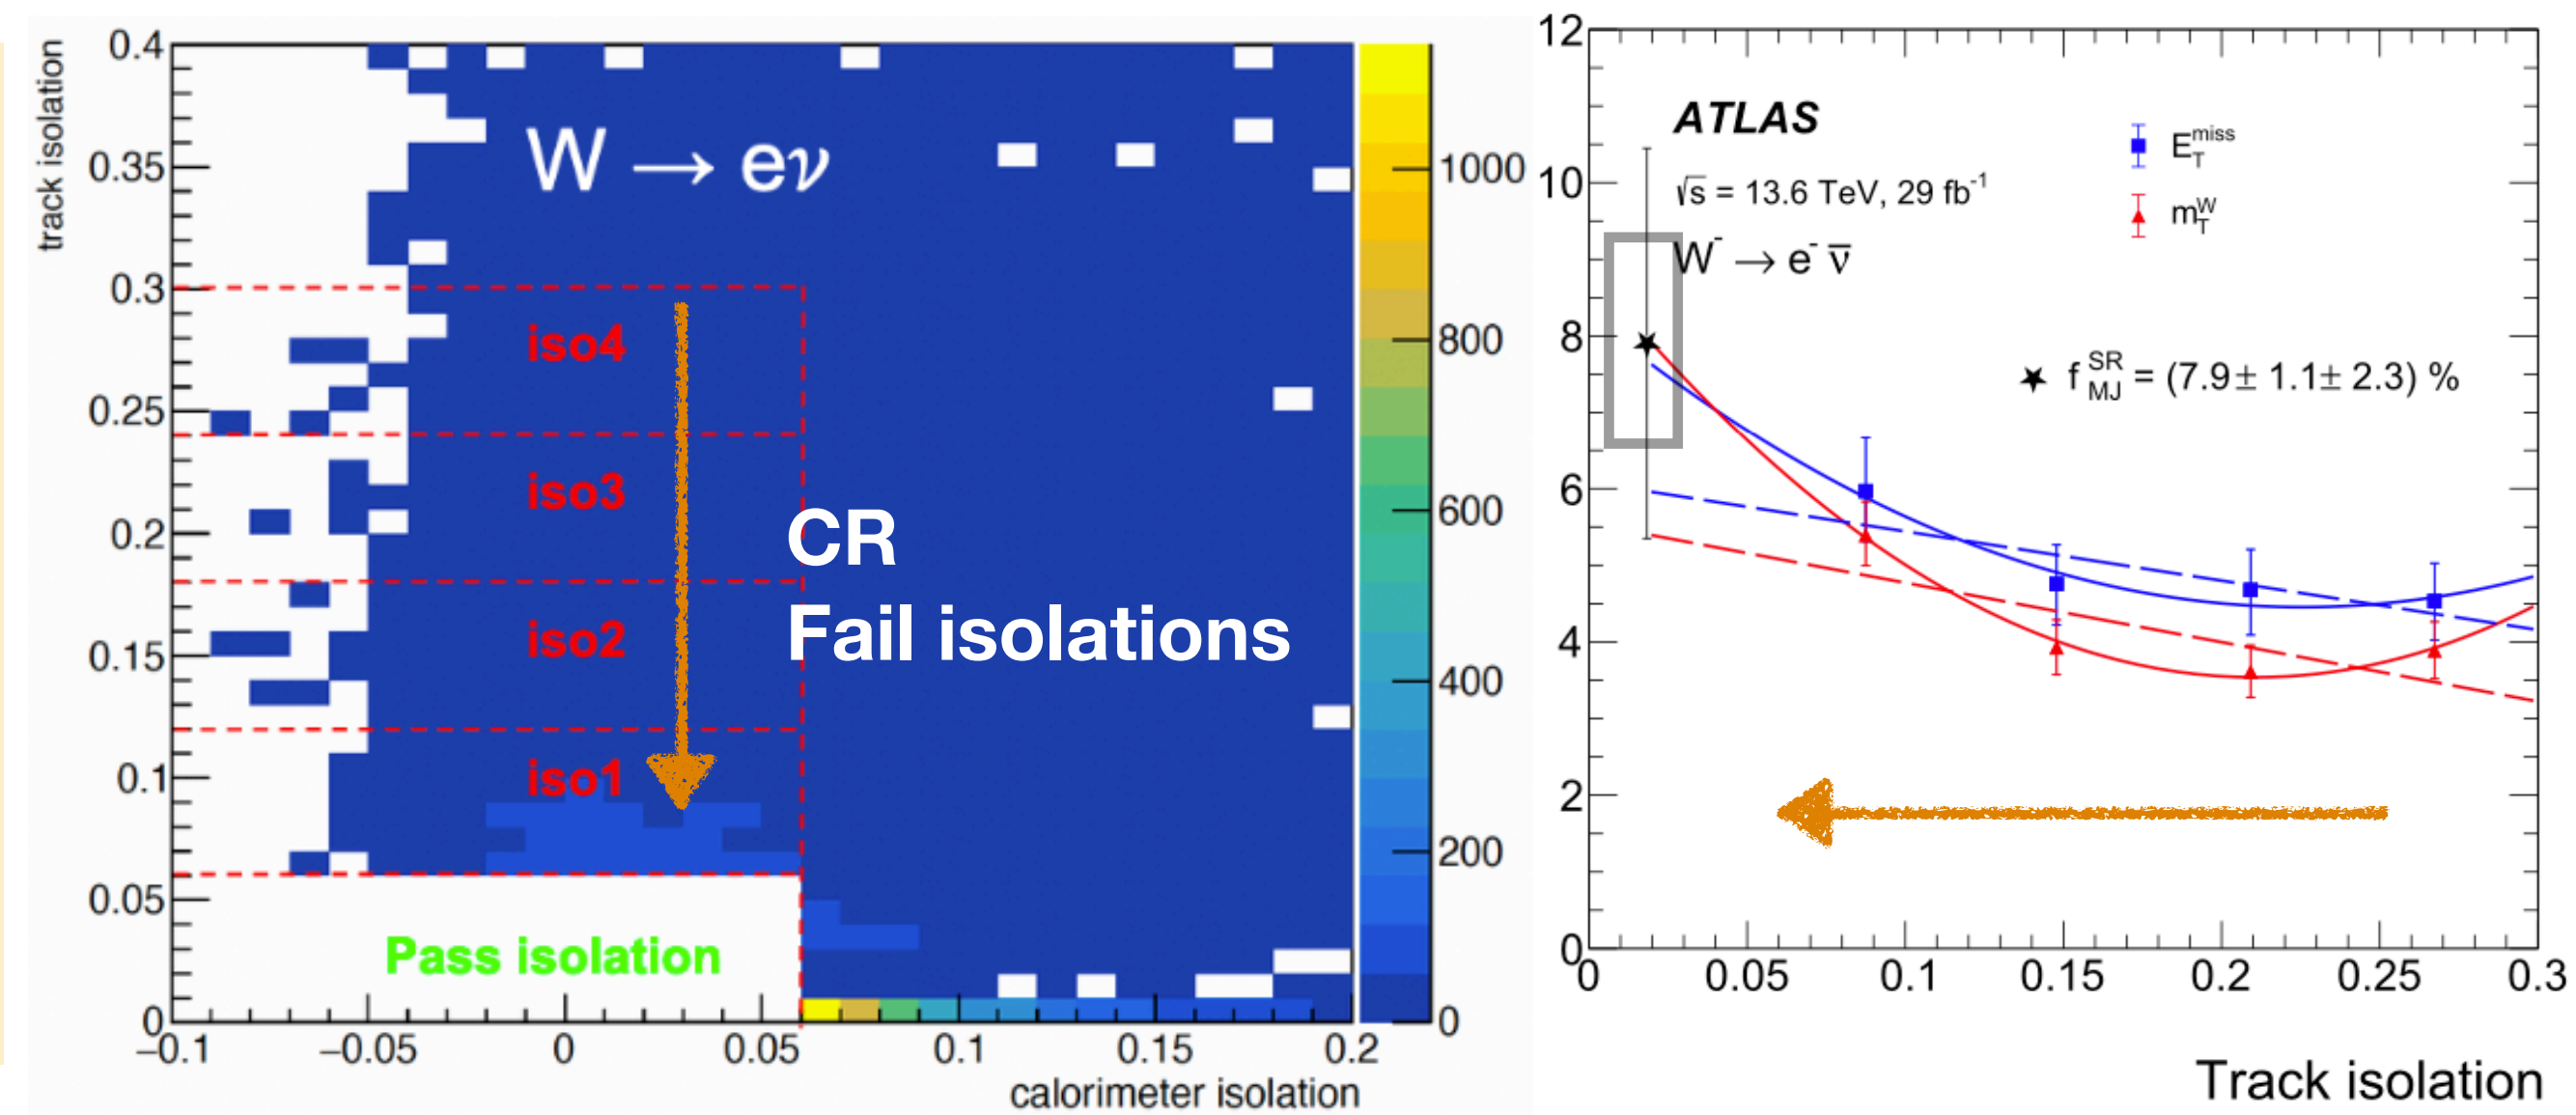 track isolation
0.4
0.35
0.3
0.25
0.2
0.15
0.1
0.05
0
W → eν
iso4
iso3
iso2
iso1
CR
Fail isolations
Pass isolation
−0.1
−0.05
0
0.05
0.1
0.15
0.2
calorimeter isolation
1000
800
600
400
200
0
12
10
8
6
4
2
0
ATLAS
√s = 13.6 TeV, 29 fb⁻¹
W⁻ → e⁻ ν̅
E_T^miss
m_T^W
★ f_MJ^SR = (7.9± 1.1± 2.3) %
0
0.05
0.1
0.15
0.2
0.25
0.3
Track isolation